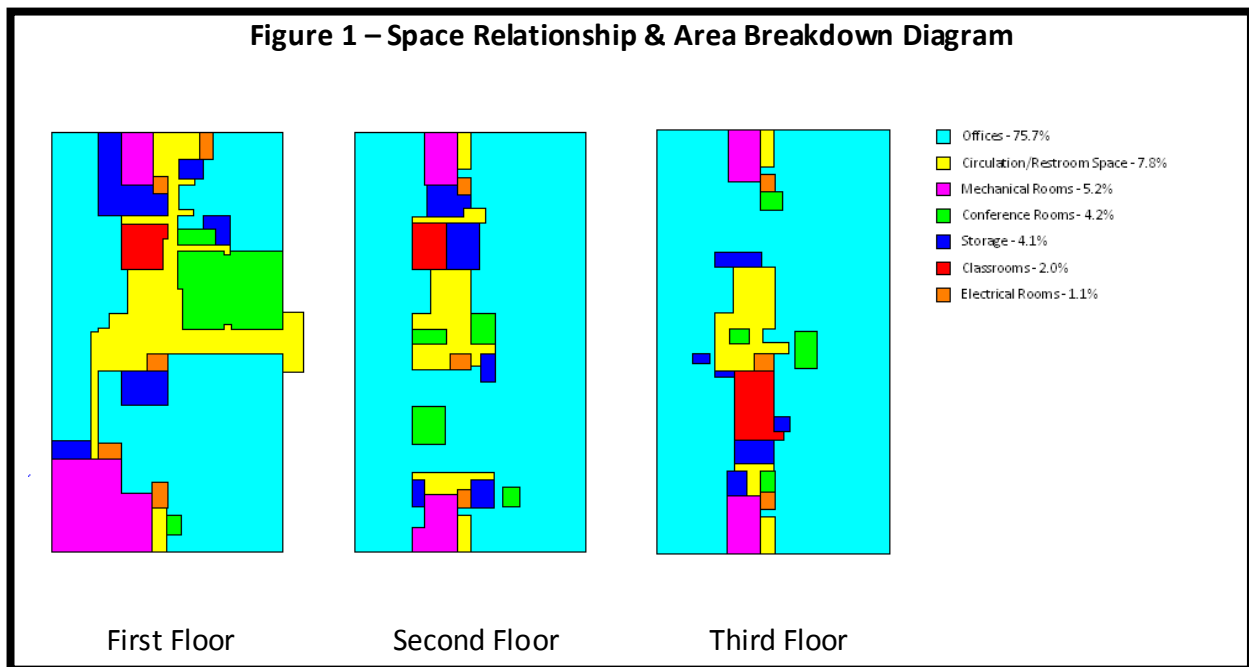 Figure 1 – Space Relationship & Area Breakdown Diagram
Offices - 75.7%
Circulation/Restroom Space - 7.8%
Mechanical Rooms - 5.2%
Conference Rooms - 4.2%
Storage - 4.1%
Classrooms - 2.0%
Electrical Rooms - 1.1%
First Floor
Second Floor
Third Floor